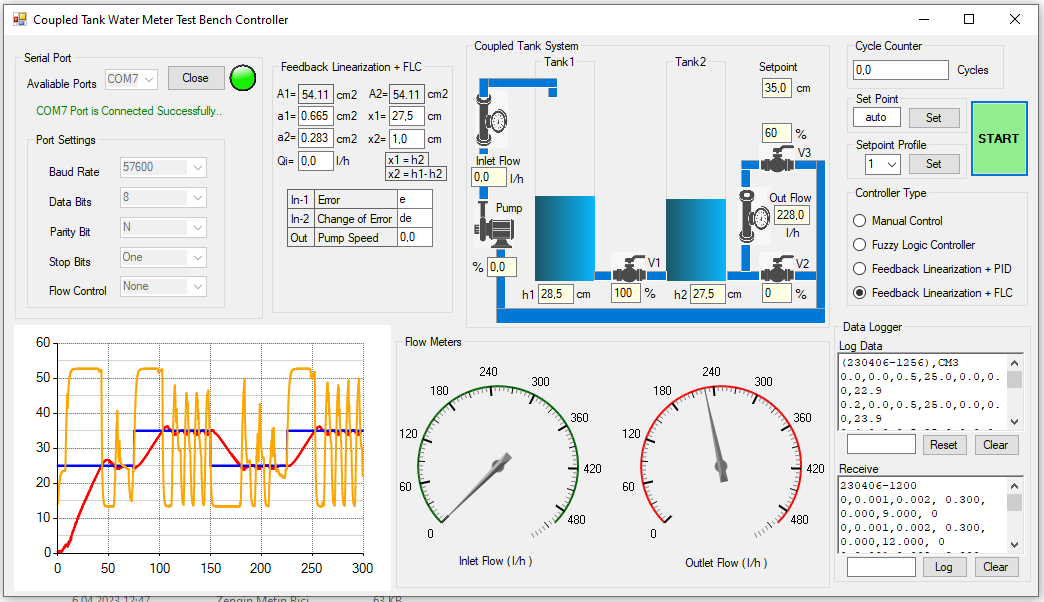 Coupled Tank Water Meter Test Bench Controller
Serial Port
Avaliable Ports COM7 Close
COM7 Port is Connected Successfully..
Port Settings
Baud Rate 57600
Data Bits 8
Parity Bit N
Stop Bits One
Flow Control None
Feedback Linearization + FLC
A1= 54.11 cm2 A2= 54.11 cm2
a1= 0.665 cm2 x1= 27,5 cm
a2= 0.283 cm2 x2= 1,0 cm
Qi= 0,0 l/h x1 = h2
x2 = h1- h2
In-1 Error e
In-2 Change of Error de
Out Pump Speed 0,0
Coupled Tank System
Tank1 Tank2
Setpoint
35,0 cm
60 %
V3
Inlet Flow
0,0 l/h
Out Flow
228,0
l/h
Pump
% 0,0
V1
V2
h1 28,5 cm 100 % h2 27,5 cm 0 %
Cycle Counter
0,0 Cycles
Set Point
auto Set
START
Setpoint Profile
1 Set
Controller Type
Manual Control
Fuzzy Logic Controller
Feedback Linearization + PID
Feedback Linearization + FLC
60
50
40
30
20
10
0
0 50 100 150 200 250 300
Flow Meters
0 60 120 180 240 300 360 420 480
Inlet Flow ( l/h )
0 60 120 180 240 300 360 420 480
Outlet Flow ( l/h )
Data Logger
Log Data
(230406-1256),CM3
0.0,0.0,0.5,25.0,0.0,0.
0,22.9
0.2,0.0,0.5,25.0,0.0,0.
0,23.9
Reset Clear
Receive
230406-1200
0,0.001,0.002, 0.300,
0.000,9.000, 0
0,0.001,0.002, 0.300,
0.000,12.000, 0
Log Clear
6.04.2023 12:47 Zengin Metin Biçi 63 KB